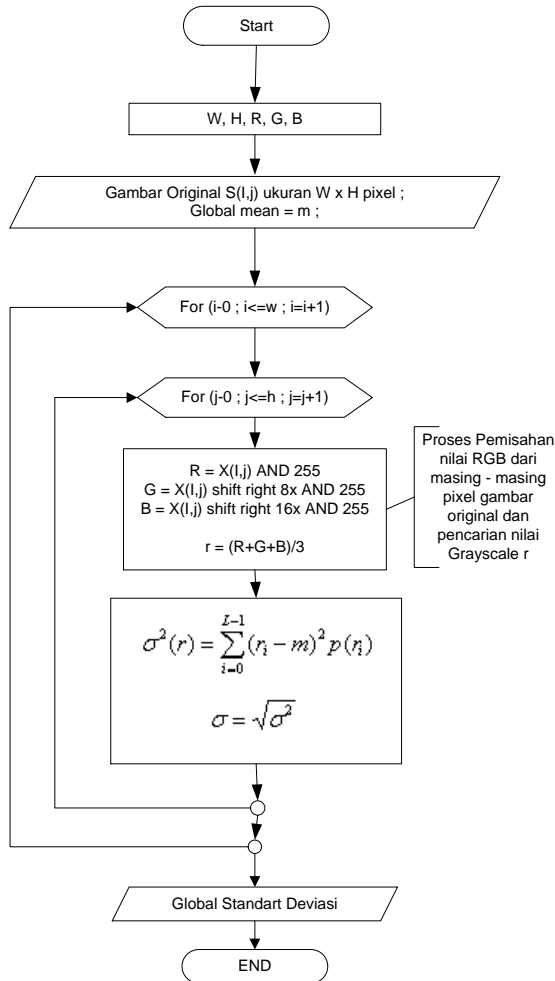 Start
W, H, R, G, B
Gambar Original S(I,j) ukuran W x H pixel ;
Global mean = m ;
For (i-0 ; i<=w ; i=i+1)
For (j-0 ; j<=h ; j=j+1)
R = X(I,j) AND 255
G = X(I,j) shift right 8x AND 255
B = X(I,j) shift right 16x AND 255
r = (R+G+B)/3
Proses Pemisahan
nilai RGB dari
masing - masing
pixel gambar
original dan
pencarian nilai
Grayscale r
σ²(r) = ∑_{i=0}^{L-1} (r_i − m)² p(r_i)
σ = √σ²
Global Standart Deviasi
END